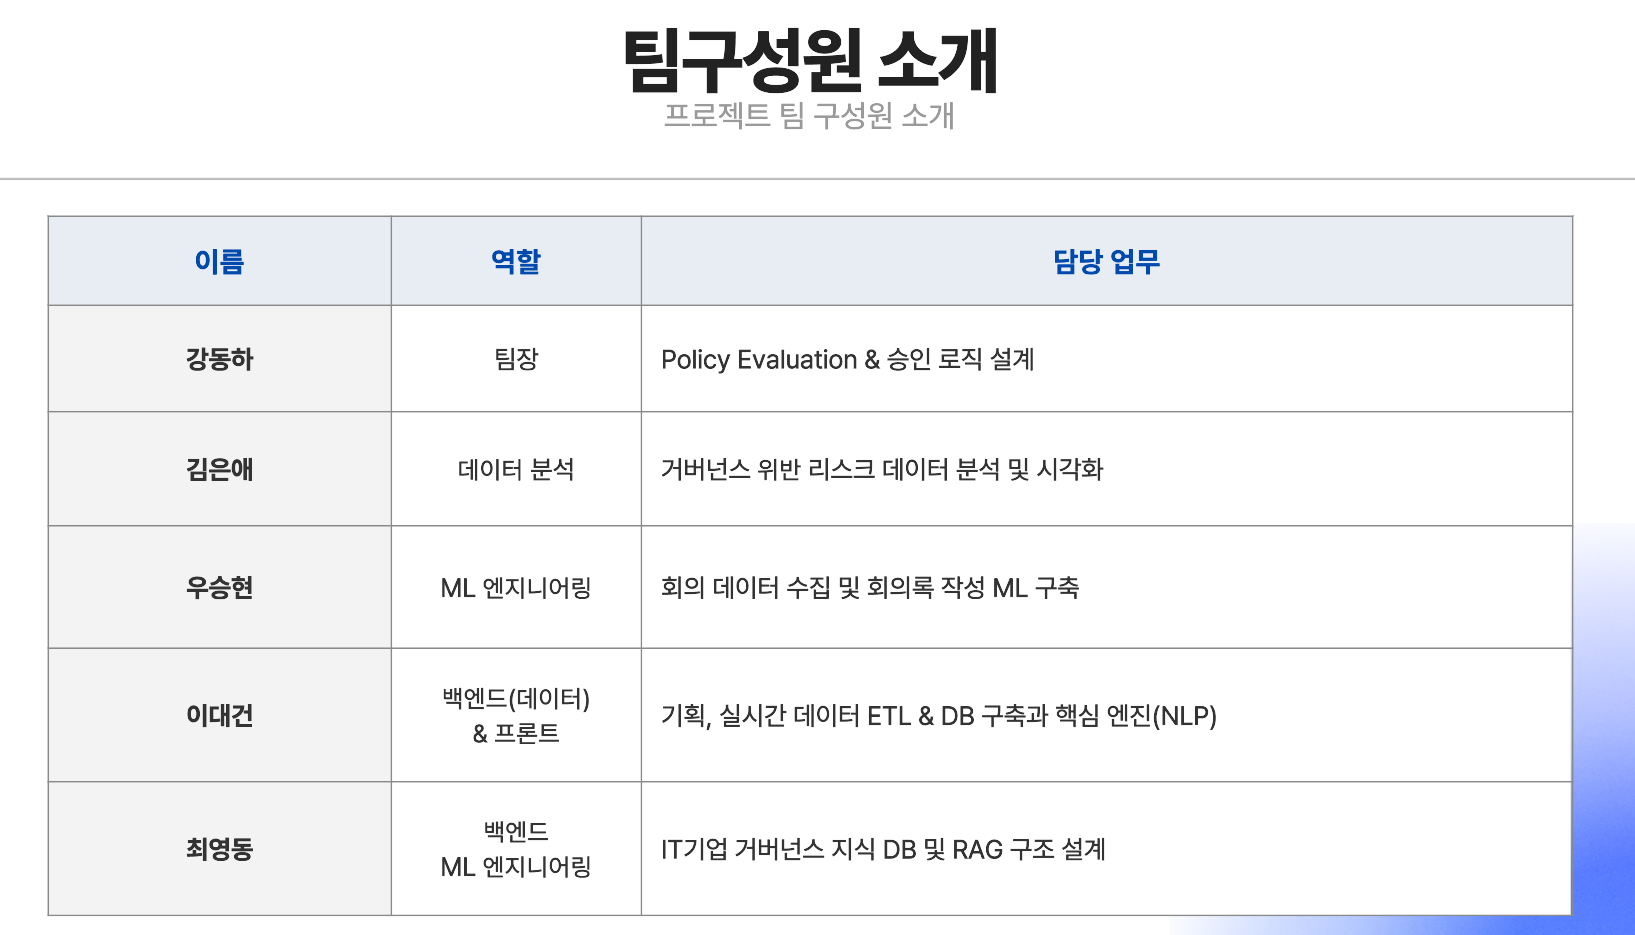 팀구성원 소개
프로젝트 팀 구성원 소개
이름 역할 담당 업무
강동하 팀장 Policy Evaluation & 승인 로직 설계
김은애 데이터 분석 거버넌스 위반 리스크 데이터 분석 및 시각화
우승현 ML 엔지니어링 회의 데이터 수집 및 회의록 작성 ML 구축
이대건 백엔드(데이터)
& 프론트 기획, 실시간 데이터 ETL & DB 구축과 핵심 엔진(NLP)
최영동 백엔드
ML 엔지니어링 IT기업 거버넌스 지식 DB 및 RAG 구조 설계